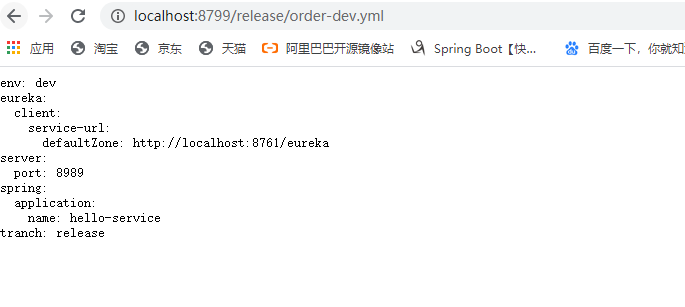 localhost:8799/release/order-dev.yml
应用 淘宝 京东 天猫 阿里巴巴开源镜像站 Spring Boot【快... 百度一下，你就知
env: dev
eureka:
  client:
    service-url:
      defaultZone: http://localhost:8761/eureka
server:
  port: 8989
spring:
  application:
    name: hello-service
tranch: release